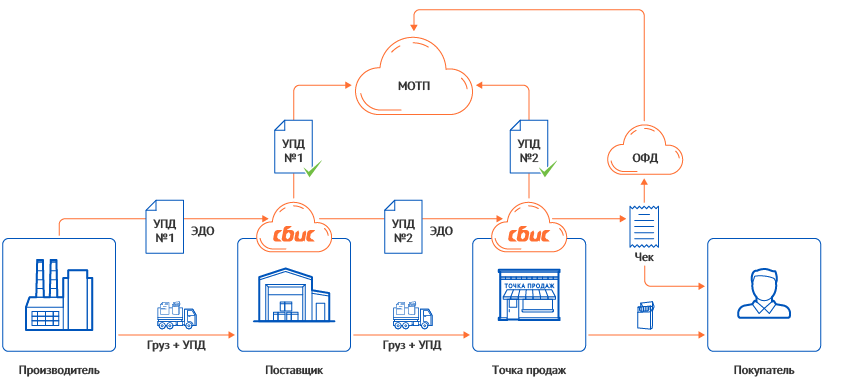 МОТП
УПД
№1
УПД
№2
ОФД
УПД
№1
ЭДО
сбис
УПД
№2
ЭДО
сбис
Чек
ТОЧКА ПРОДАЖ
Груз + УПД
Груз + УПД
Производитель
Поставщик
Точка продаж
Покупатель